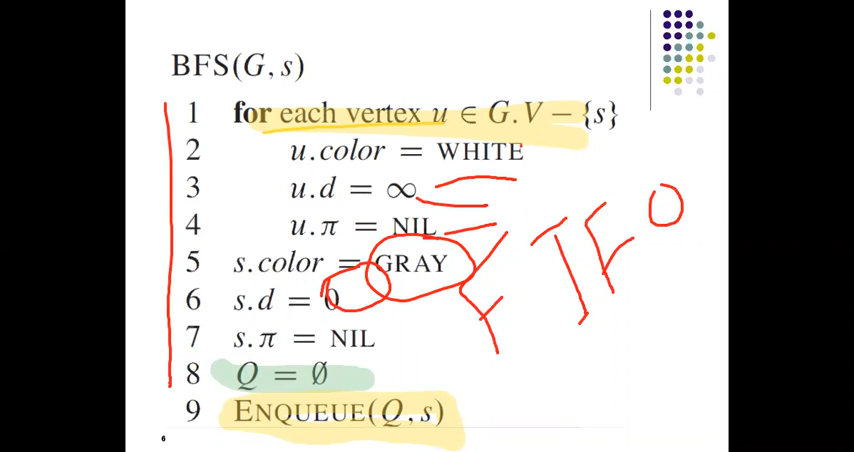 BFS(G, s)
1 for each vertex u ∈ G.V − {s}
2 u.color = WHITE
3 u.d = ∞
4 u.π = NIL
5 s.color = GRAY
6 s.d = 0
7 s.π = NIL
8 Q = Ø
9 ENQUEUE(Q, s)
6